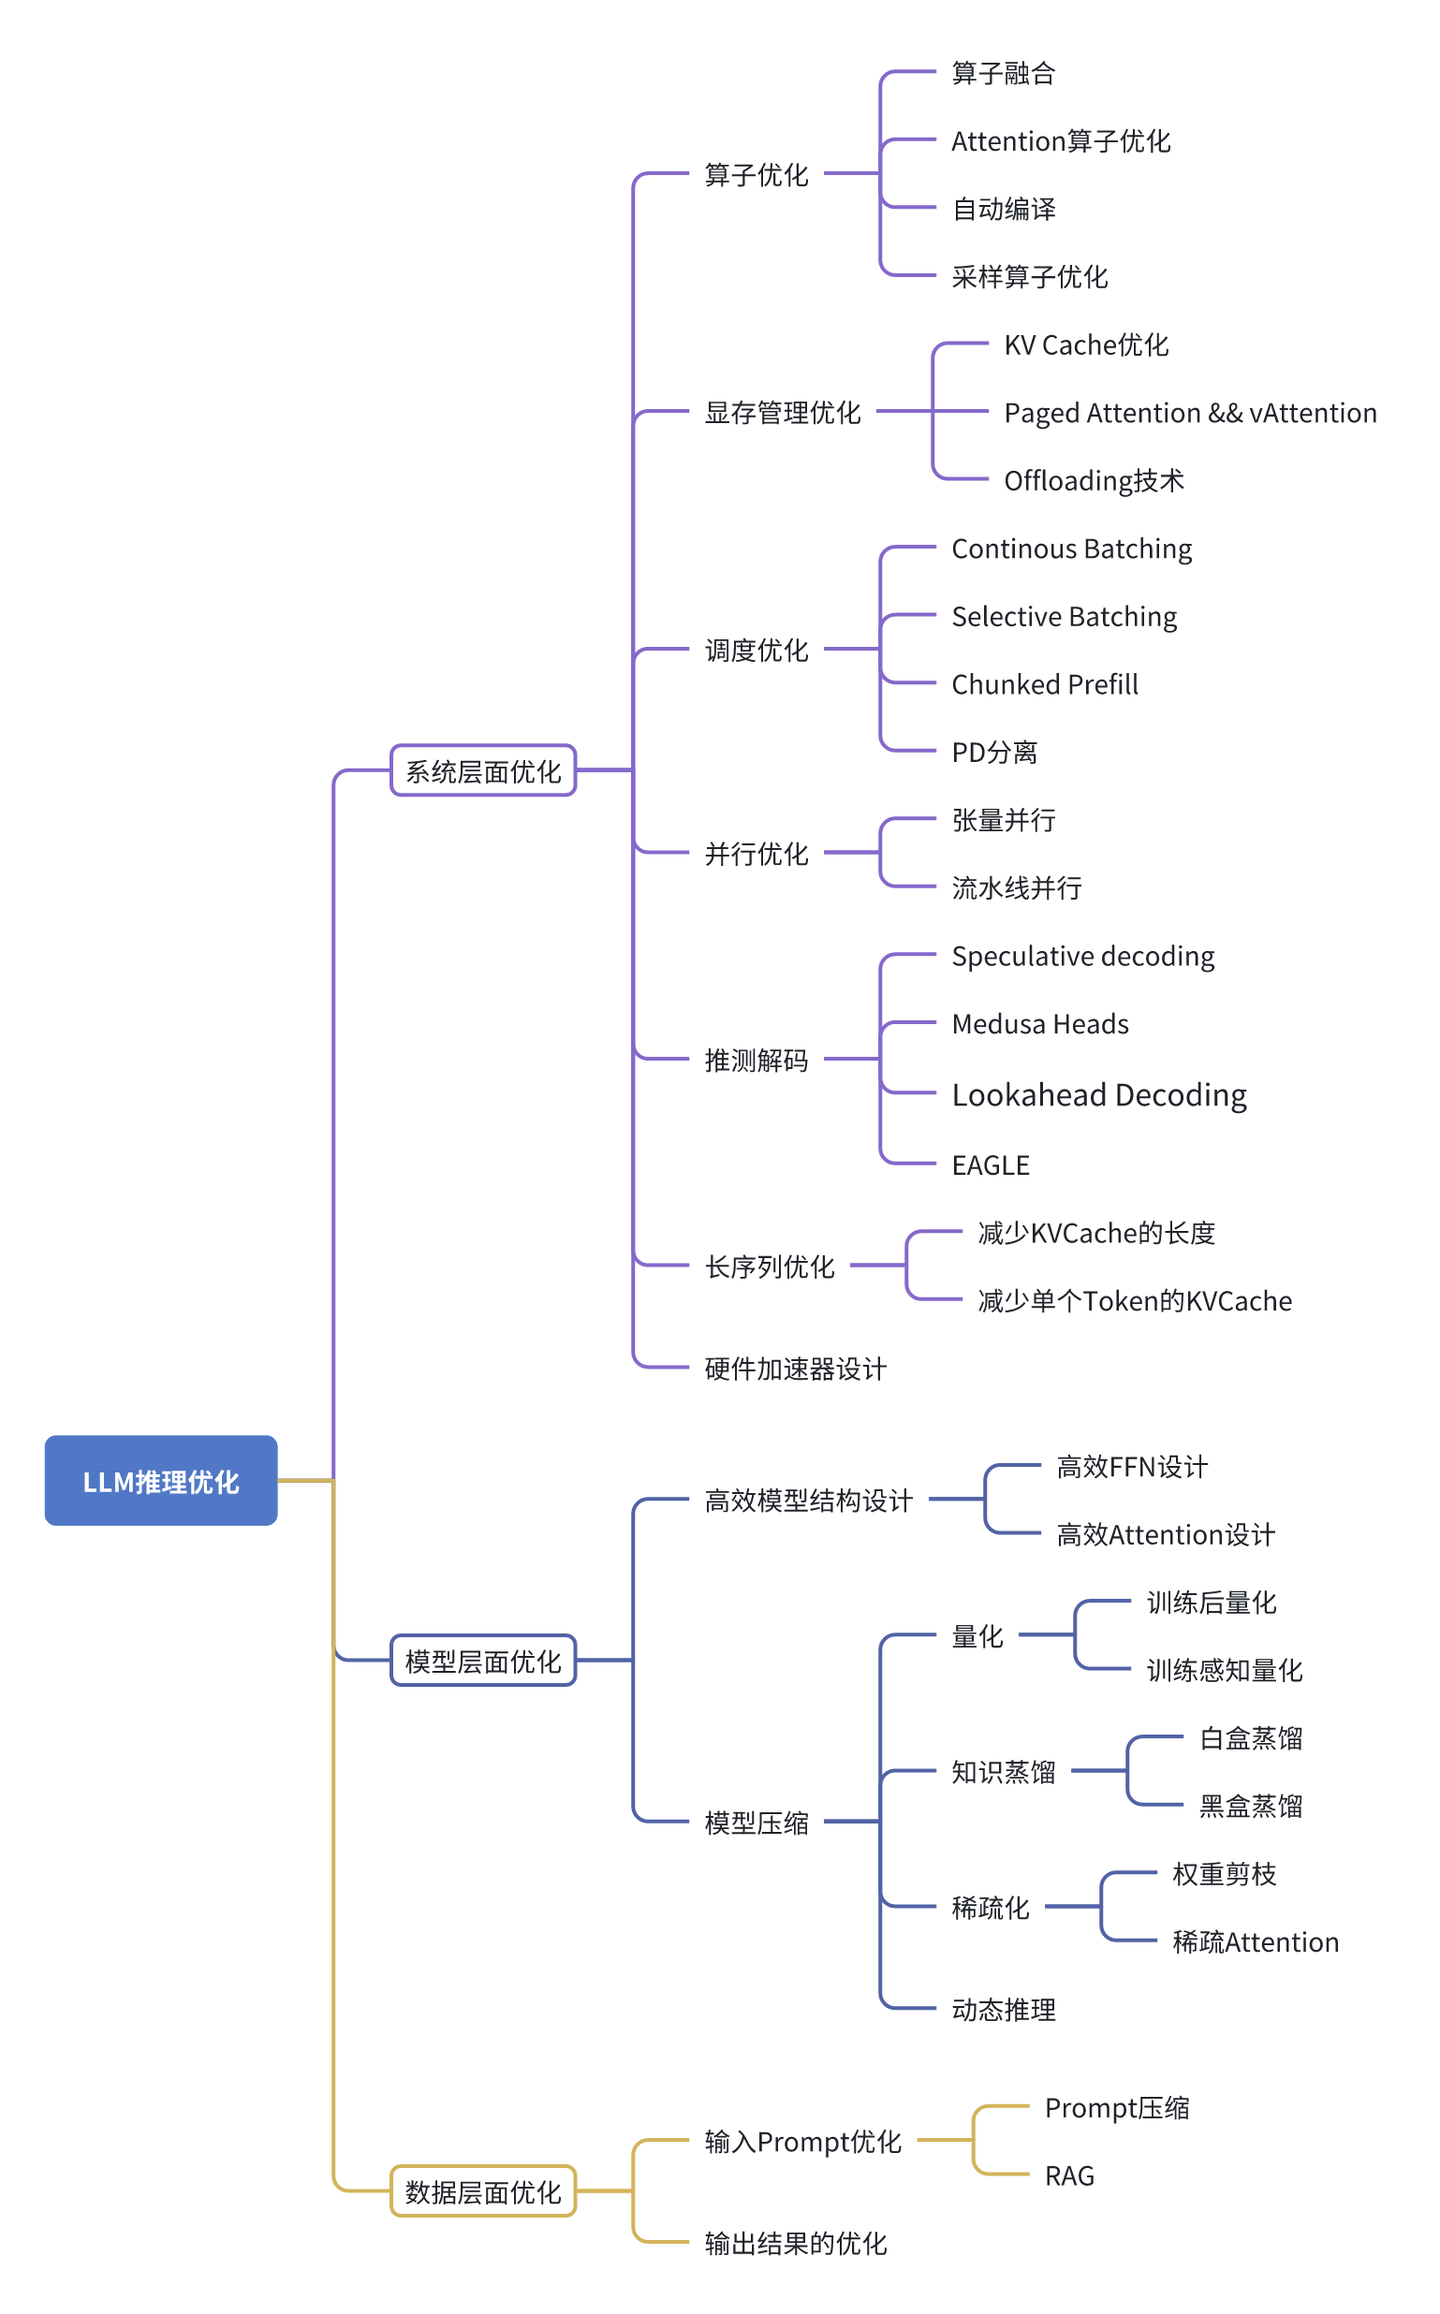 LLM推理优化
系统层面优化
算子优化
算子融合
Attention算子优化
自动编译
采样算子优化
显存管理优化
KV Cache优化
Paged Attention && vAttention
Offloading技术
调度优化
Continous Batching
Selective Batching
Chunked Prefill
PD分离
并行优化
张量并行
流水线并行
推测解码
Speculative decoding
Medusa Heads
Lookahead Decoding
EAGLE
长序列优化
减少KVCache的长度
减少单个Token的KVCache
硬件加速器设计
模型层面优化
高效模型结构设计
高效FFN设计
高效Attention设计
模型压缩
量化
训练后量化
训练感知量化
知识蒸馏
白盒蒸馏
黑盒蒸馏
稀疏化
权重剪枝
稀疏Attention
动态推理
数据层面优化
输入Prompt优化
Prompt压缩
RAG
输出结果的优化